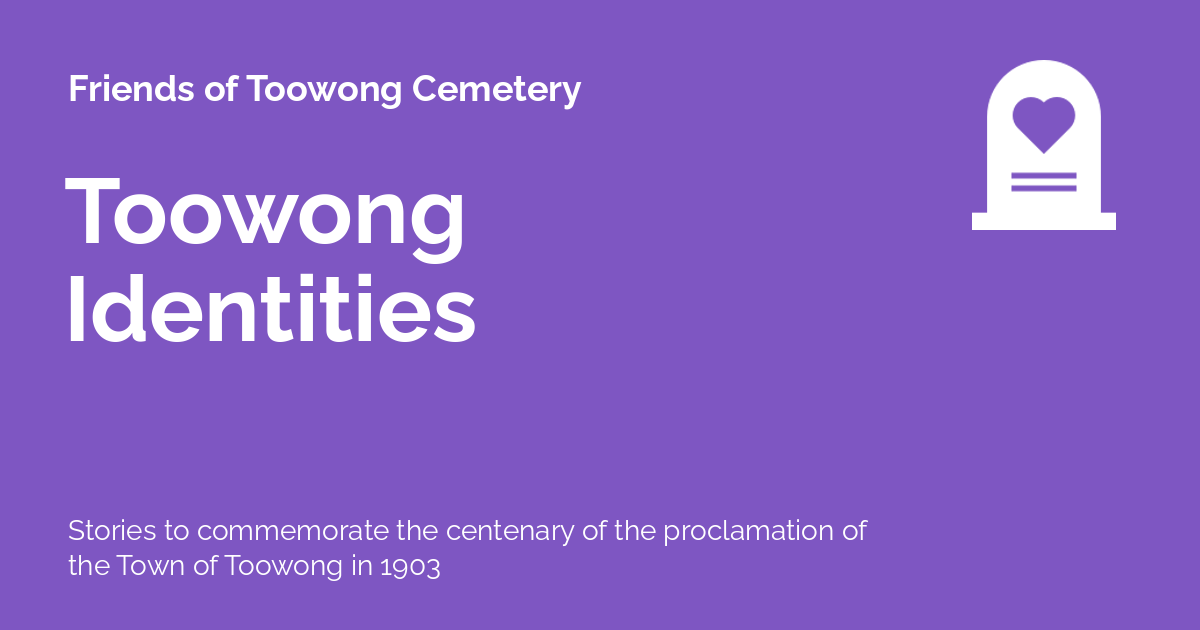 Friends of Toowong Cemetery
Toowong
Identities
Stories to commemorate the centenary of the proclamation of
the Town of Toowong in 1903